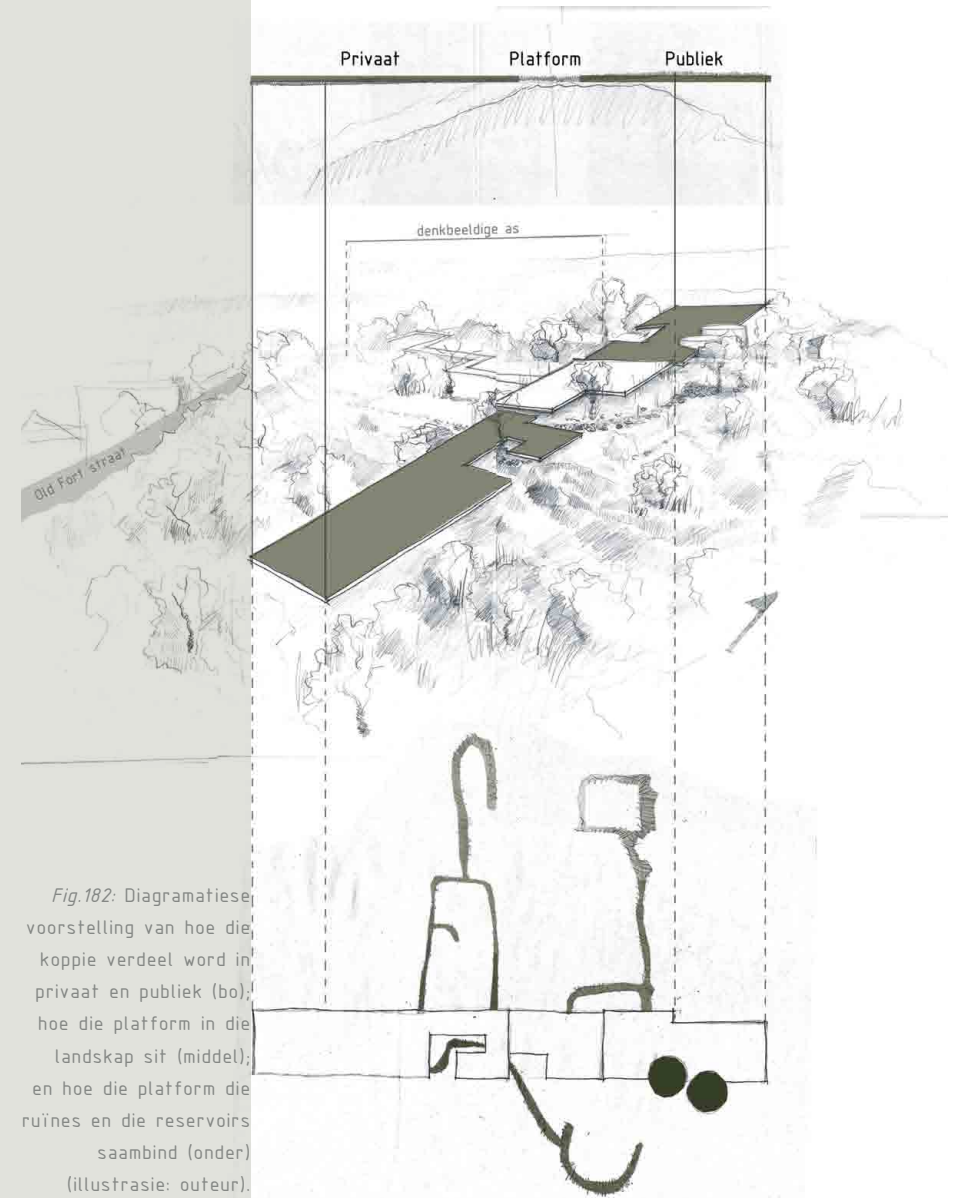 Privaat Platform Publiek
denkbeeldige as
Old Fort straat
Fig.182: Diagramatiese
voorstelling van hoe die
koppie verdeel word in
privaat en publiek (bo);
hoe die platform in die
landskap sit (middel);
en hoe die platform die
ruïnes en die reservoirs
saambind (onder)
(illustrasie: outeur).